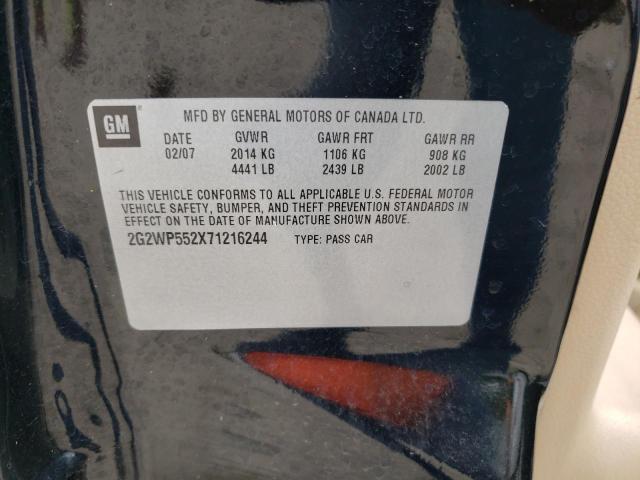 GM
MFD BY GENERAL MOTORS OF CANADA LTD.
DATE GVWR GAWR FRT GAWR RR
02/07 2014 KG 1106 KG 908 KG
4441 LB 2439 LB 2002 LB
THIS VEHICLE CONFORMS TO ALL APPLICABLE U.S. FEDERAL MOTOR
VEHICLE SAFETY, BUMPER, AND THEFT PREVENTION STANDARDS IN
EFFECT ON THE DATE OF MANUFACTURE SHOWN ABOVE.
2G2WP552X71216244 TYPE: PASS CAR